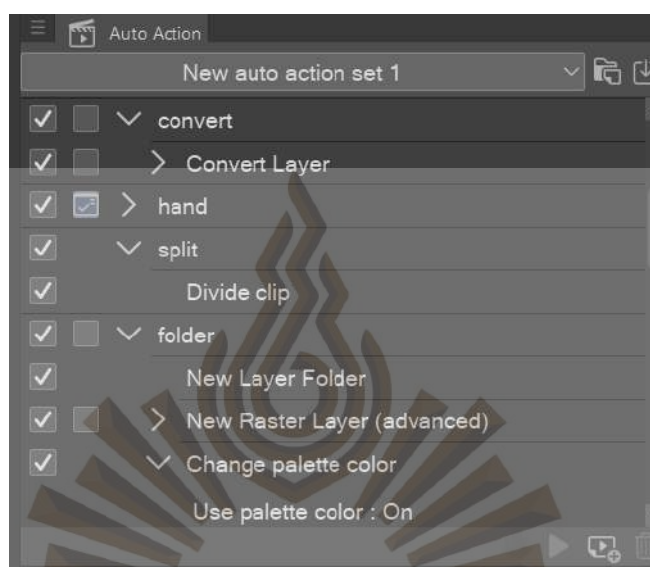 Auto Action
New auto action set 1
convert
Convert Layer
hand
split
Divide clip
folder
New Layer Folder
New Raster Layer (advanced)
Change palette color
Use palette color : On